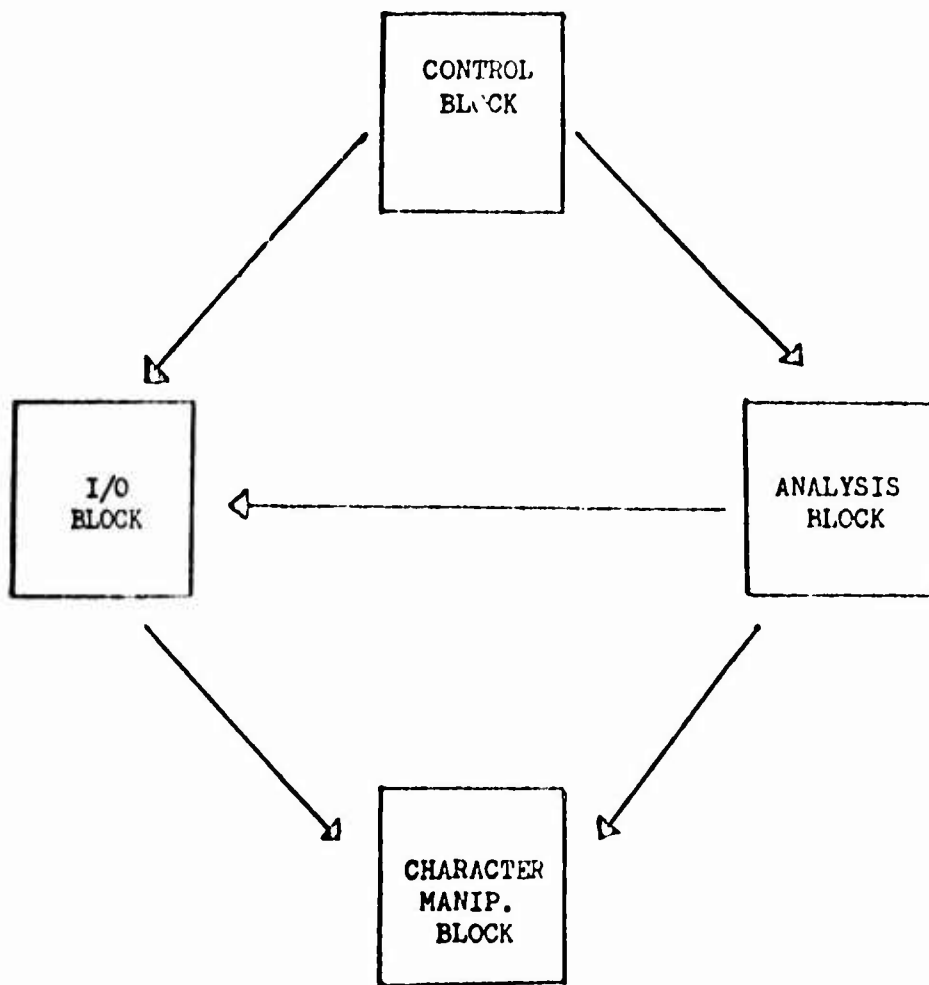 CONTROL
BLOCK
I/O
BLOCK
ANALYSIS
BLOCK
CHARACTER
MANIP.
BLOCK